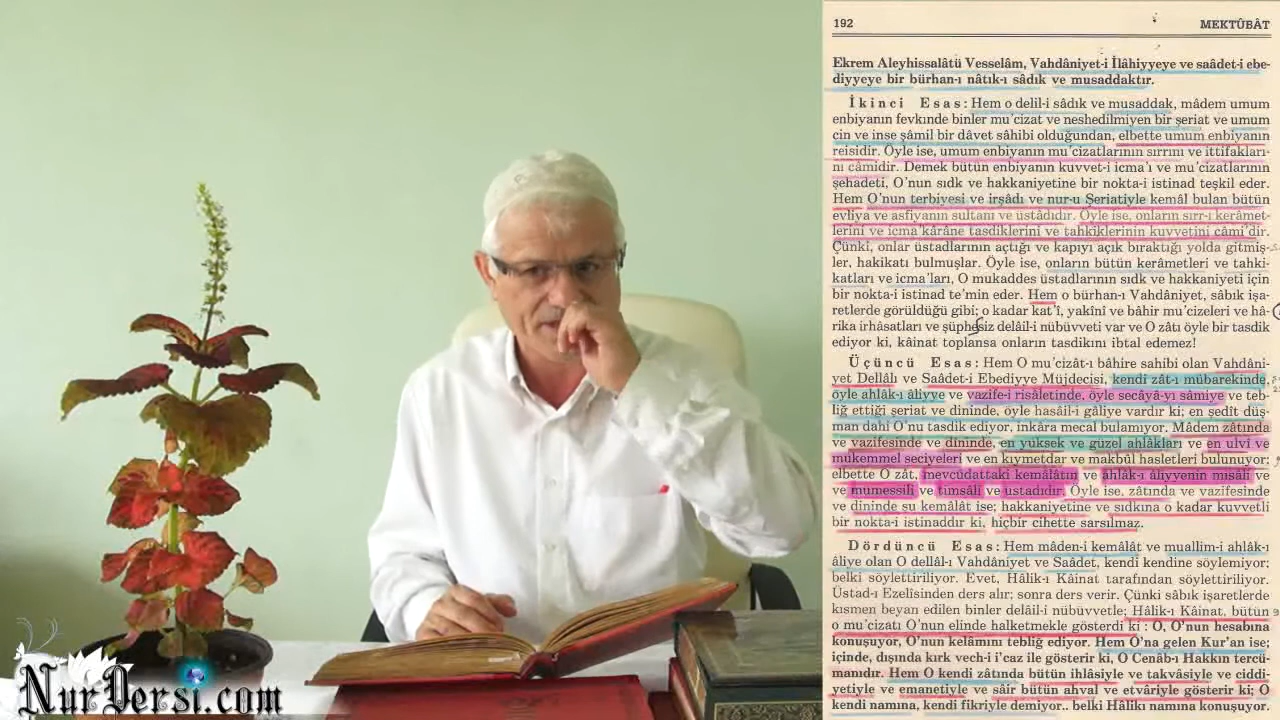 192 MEKTÛBÂT
Ekrem Aleyhissalâtü Vesselâm, Vahdâniyet-i İlâhiyyeye ve saâdet-i ebe-
diyyeye bir bürhan-ı nâtık-ı sâdık ve musaddaktır.
İkinci Esas: Hem o delil-i sâdık ve musaddak, mâdem umum
enbiyanın fevkinde binler mu'cizat ve neshedilmiyen bir şeriat ve umum
cin ve inse şâmil bir dâvet sâhibi olduğundan, elbette umum enbiyanın
reisidir. Öyle ise, umum enbiyanın mu'cizatlarının sırrını ve ittifakları-
nı câmidir. Demek bütün enbiyanın kuvvet-i icma'ı ve mu'cizatlarının
şehadeti, O'nun sıdk ve hakkaniyetine bir nokta-i istinad teşkil eder.
Hem O'nun terbiyesi ve irşâdı ve nur-u Şeriatiyle kemâl bulan bütün
evliya ve asfiyanın sultanı ve üstâdıdır. Öyle ise, onların sırr-ı kerâmet-
lerini ve icma'kârâne tasdiklerini ve tahkiklerinin kuvvetini câmi'dir.
Çünki, onlar üstadlarının açtığı ve kapıyı açık bıraktığı yolda gitmiş-
ler, hakikatı bulmuşlar. Öyle ise, onların bütün kerâmetleri ve tahki-
katları ve icma'ları, O mukaddes üstadlarının sıdk ve hakkaniyeti için
bir nokta-i istinad te'min eder. Hem o bürhan-ı Vahdâniyet, sâbık işa-
retlerde görüldüğü gibi; o kadar kat'î, yakînî ve bâhir mu'cizeleri ve hâ-
rika irhâsatları ve şüphesiz delâil-i nübüvveti var ve O zâtı öyle bir tasdik
ediyor ki, kâinat toplansa onların tasdikını ibtal edemez!
Üçüncü Esas: Hem O mu'cizât-ı bâhire sahibi olan Vahdâni-
yet Dellâlı ve Saâdet-i Ebediyye Müjdecisi, kendi zât-ı mübarekinde,
öyle ahlâk-ı âliyye ve vazife-i risâletinde, öyle secâyâ-yı sâmiye ve teb-
liğ ettiği şeriat ve dininde, öyle hasâil-i gâliye vardır ki; en şedit düş-
man dahi O'nu tasdik ediyor, inkâra mecal bulamıyor. Mâdem zâtında
ve vazifesinde ve dininde, en yüksek ve güzel ahlâkları ve en ulvî ve
mükemmel seciyeleri ve en kıymetdar ve makbûl hasletleri bulunuyor;
elbette O zât, mevcûdattaki kemâlâtın ve ahlâk-ı âliyyenin misâli ve
ve mümessili ve timsâli ve üstadıdır. Öyle ise, zâtında ve vazifesinde
ve dininde şu kemâlât ise; hakkaniyetine ve sıdkına o kadar kuvvetli
bir nokta-i istinaddır ki, hiçbir cihette sarsılmaz.
Dördüncü Esas: Hem mâden-i kemâlât ve muallim-i ahlâk-ı
âliye olan O dellâl-ı Vahdâniyet ve Saâdet, kendi kendine söylemiyor;
belki söylettiriliyor. Evet, Hâlik-ı Kâinat tarafından söylettiriliyor.
Üstad-ı Ezelîsinden ders alır; sonra ders verir. Çünki sâbık işaretlerde
kısmen beyan edilen binler delâil-i nübüvvetle; Hâlik-ı Kâinat, bütün
o mu'cizatı O'nun elinde halketmekle gösterdi ki : O, O'nun hesabına
konuşuyor, O'nun kelâmını tebliğ ediyor. Hem O'na gelen Kur'an ise;
içinde, dışında kırk vech-i i'caz ile gösterir ki, O Cenâb-ı Hakkın tercü-
manıdır. Hem O kendi zâtında bütün ihlâsiyle ve takvâsiyle ve ciddi-
yetiyle ve emanetiyle ve sâir bütün ahval ve etvâriyle gösterir ki; O
kendi namına, kendi fikriyle demiyor.. belki Hâlikı namına konuşuyor.
NurDersi.com